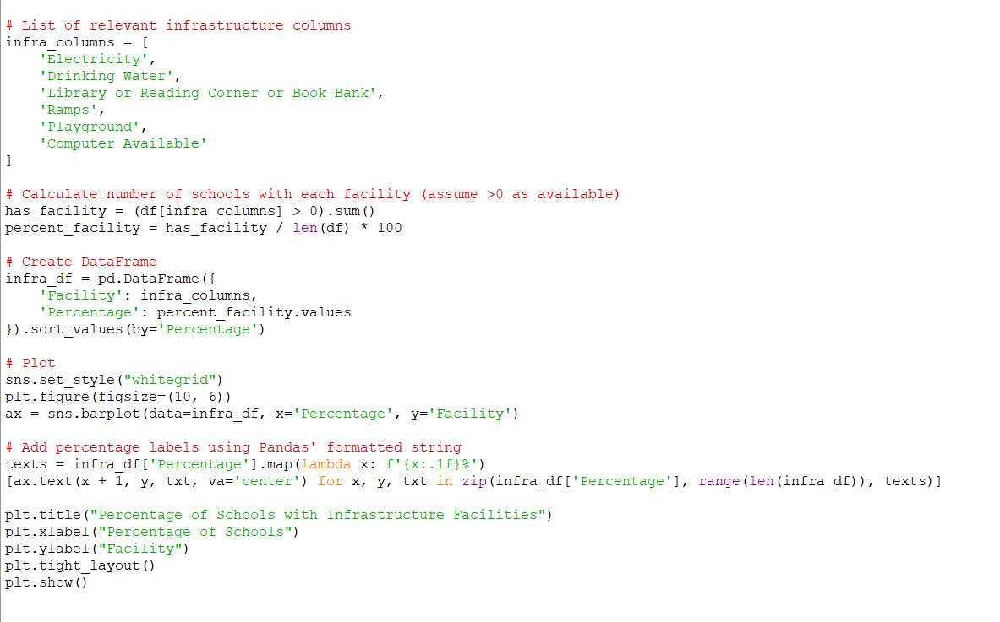 # List of relevant infrastructure columns
infra_columns = [
    'Electricity',
    'Drinking Water',
    'Library or Reading Corner or Book Bank',
    'Ramps',
    'Playground',
    'Computer Available'
]

# Calculate number of schools with each facility (assume >0 as available)
has_facility = (df[infra_columns] > 0).sum()
percent_facility = has_facility / len(df) * 100

# Create DataFrame
infra_df = pd.DataFrame({
    'Facility': infra_columns,
    'Percentage': percent_facility.values
}).sort_values(by='Percentage')

# Plot
sns.set_style("whitegrid")
plt.figure(figsize=(10, 6))
ax = sns.barplot(data=infra_df, x='Percentage', y='Facility')

# Add percentage labels using Pandas' formatted string
texts = infra_df['Percentage'].map(lambda x: f'{x:.1f}%')
[ax.text(x + 1, y, txt, va='center') for x, y, txt in zip(infra_df['Percentage'], range(len(infra_df)), texts)]

plt.title("Percentage of Schools with Infrastructure Facilities")
plt.xlabel("Percentage of Schools")
plt.ylabel("Facility")
plt.tight_layout()
plt.show()